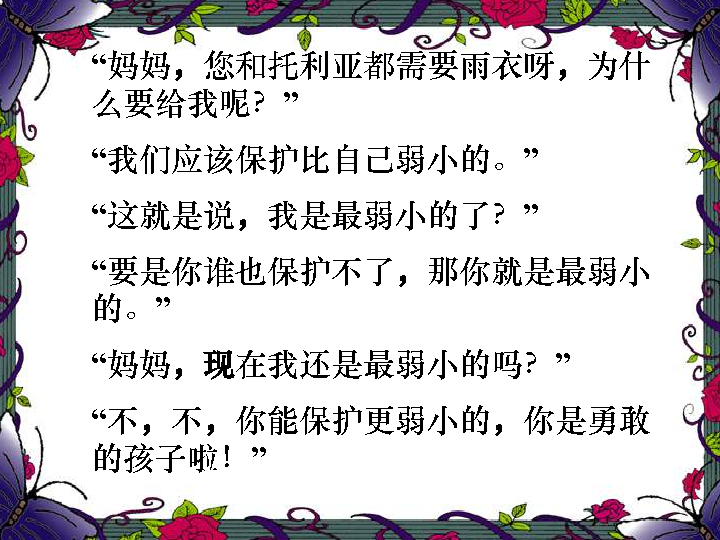 “妈妈，您和托利亚都需要雨衣呀，为什
么要给我呢？”
“我们应该保护比自己弱小的。”
“这就是说，我是最弱小的了？”
“要是你谁也保护不了，那你就是最弱小
的。”
“妈妈，现在我还是最弱小的吗？”
“不，不，你能保护更弱小的，你是勇敢
的孩子啦！”